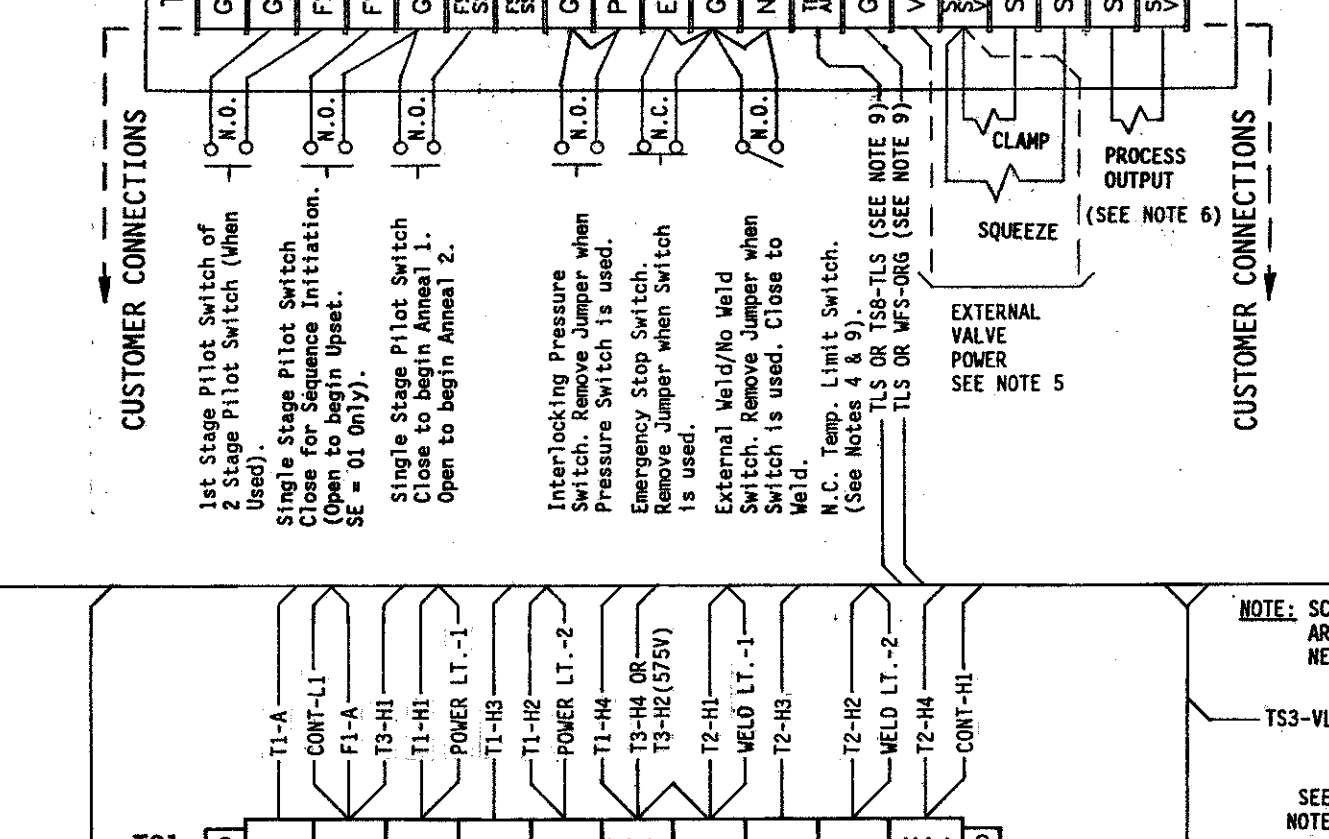 T
G
G
F
F
G
F
S
G
P
E
G
N
G
V
S
S
S
CUSTOMER CONNECTIONS
N.O.
N.O.
N.O.
N.O.
N.C.
N.O.
1st Stage Pilot Switch of
2 Stage Pilot Switch (When
Used).
Single Stage Pilot Switch
Close for Sequence Initiation.
(Open to begin Upset.
SE = 01 Only).
Single Stage Pilot Switch
Close to begin Anneal 1.
Open to begin Anneal 2.
Interlocking Pressure
Switch. Remove Jumper when
Pressure Switch is used.
Emergency Stop Switch.
Remove Jumper when Switch
is used.
External Weld/No Weld
Switch. Remove Jumper when
Switch is used. Close to
Weld.
N.C. Temp. Limit Switch.
(See Notes 4 & 9).
TLS OR TS8-TLS (SEE NOTE 9)
TLS OR WFS-ORG (SEE NOTE 9)
CLAMP
SQUEEZE
PROCESS
OUTPUT
(SEE NOTE 6)
EXTERNAL
VALVE
POWER
SEE NOTE 5
CUSTOMER CONNECTIONS
T1-A
CONT-L1
F1-A
T3-H1
T1-H1
POWER LT.-1
T1-H3
T1-H2
POWER LT.-2
T1-H4
T3-H4 OR
T3-H2(575V)
T2-H1
WELD LT.-1
T2-H3
T2-H2
WELD LT.-2
T2-H4
CONT-H1
NOTE: SC
AR
NE
TS3-VL
SEE
NOTE